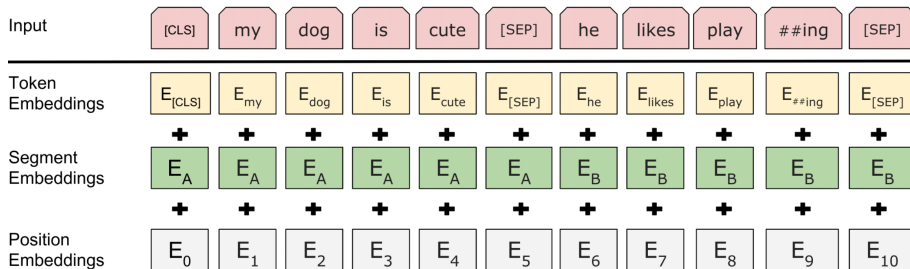 Input [CLS] my dog is cute [SEP] he likes play ##ing [SEP]
Token Embeddings E[CLS] Emy Edog Eis Ecute E[SEP] Ehe Elikes Eplay E##ing E[SEP]
+ + + + + + + + + + +
Segment Embeddings EA EA EA EA EA EA EB EB EB EB EB
+ + + + + + + + + + +
Position Embeddings E0 E1 E2 E3 E4 E5 E6 E7 E8 E9 E10